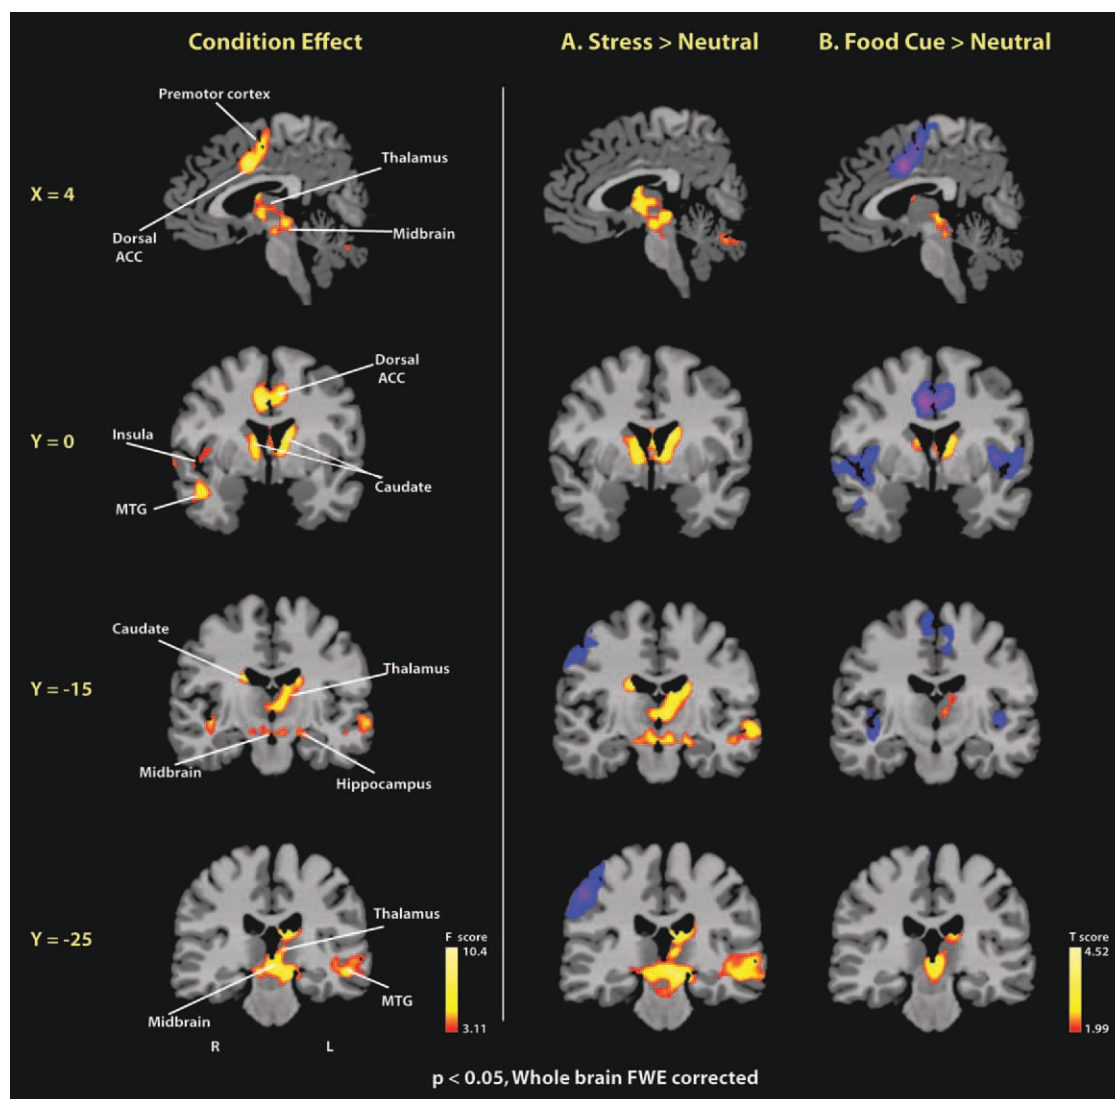 Condition Effect
A. Stress > Neutral
B. Food Cue > Neutral
Premotor cortex
Thalamus
X = 4
Dorsal
ACC
Midbrain
Dorsal
ACC
Y = 0
Insula
Caudate
MTG
Caudate
Thalamus
Y = -15
Midbrain
Hippocampus
Thalamus
Y = -25
F score
10.4
3.11
MTG
Midbrain
R
L
T score
4.52
1.99
p < 0.05, Whole brain FWE corrected